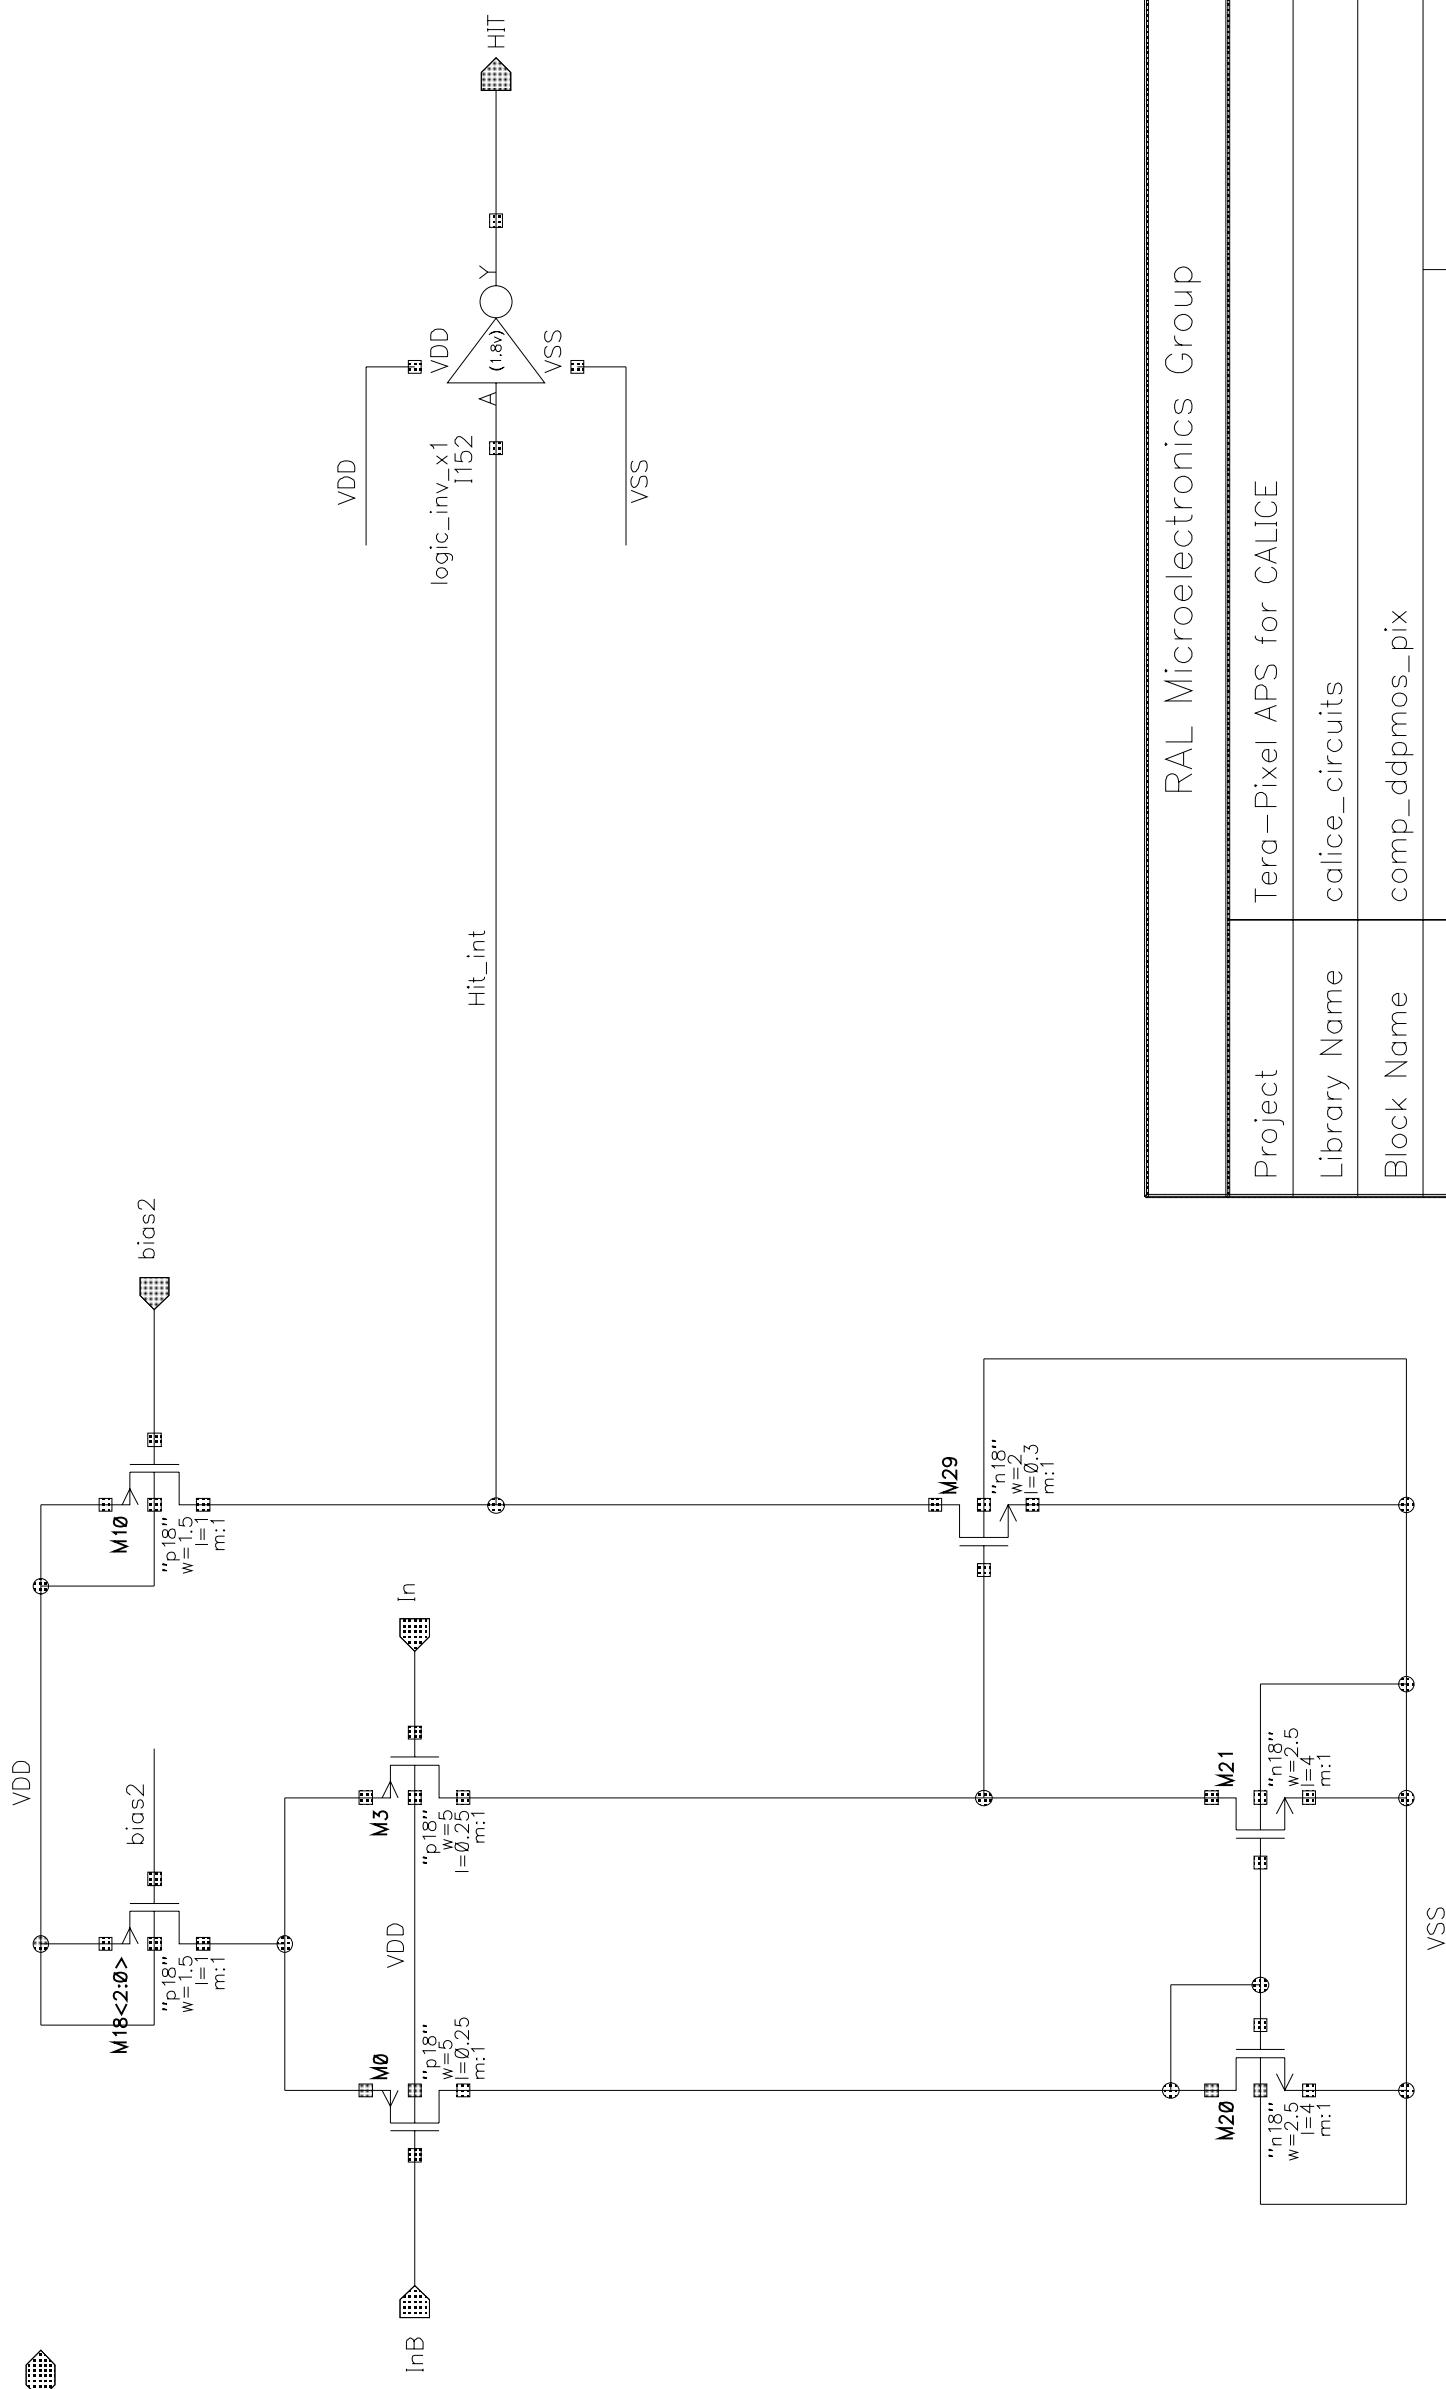 VDD
M18<2:0>
"p18"
w=1.5
l=1
m:1
bias2
M10
"p18"
w=1.5
l=1
m:1
bias2
InB
M0
"p18"
w=5
l=0.25
m:1
VDD
M3
"p18"
w=5
l=0.25
m:1
In
Hit_int
VDD
logic_inv_x1
I152
A
VDD
(1.8v)
VSS
Y
VSS
HIT
M29
"n18"
w=2
l=0.3
m:1
M20
"n18"
w=2.5
l=4
m:1
M21
"n18"
w=2.5
l=4
m:1
VSS
RAL Microelectronics Group
Project Tera-Pixel APS for CALICE
Library Name calice_circuits
Block Name comp_ddpmos_pix